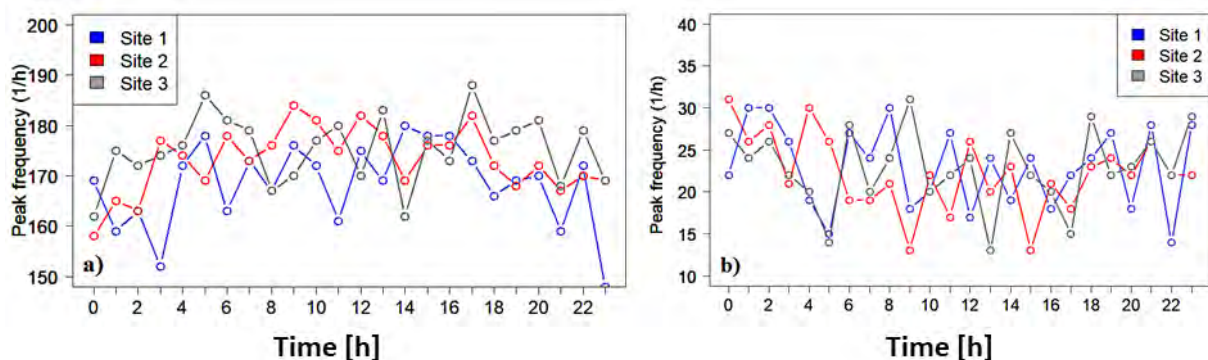 200
190
180
170
160
150
Peak frequency (1/h)
Site 1
Site 2
Site 3
a)
0 2 4 6 8 10 12 14 16 18 20 22
Time [h]
40
35
30
25
20
15
10
Peak frequency (1/h)
Site 1
Site 2
Site 3
b)
0 2 4 6 8 10 12 14 16 18 20 22
Time [h]